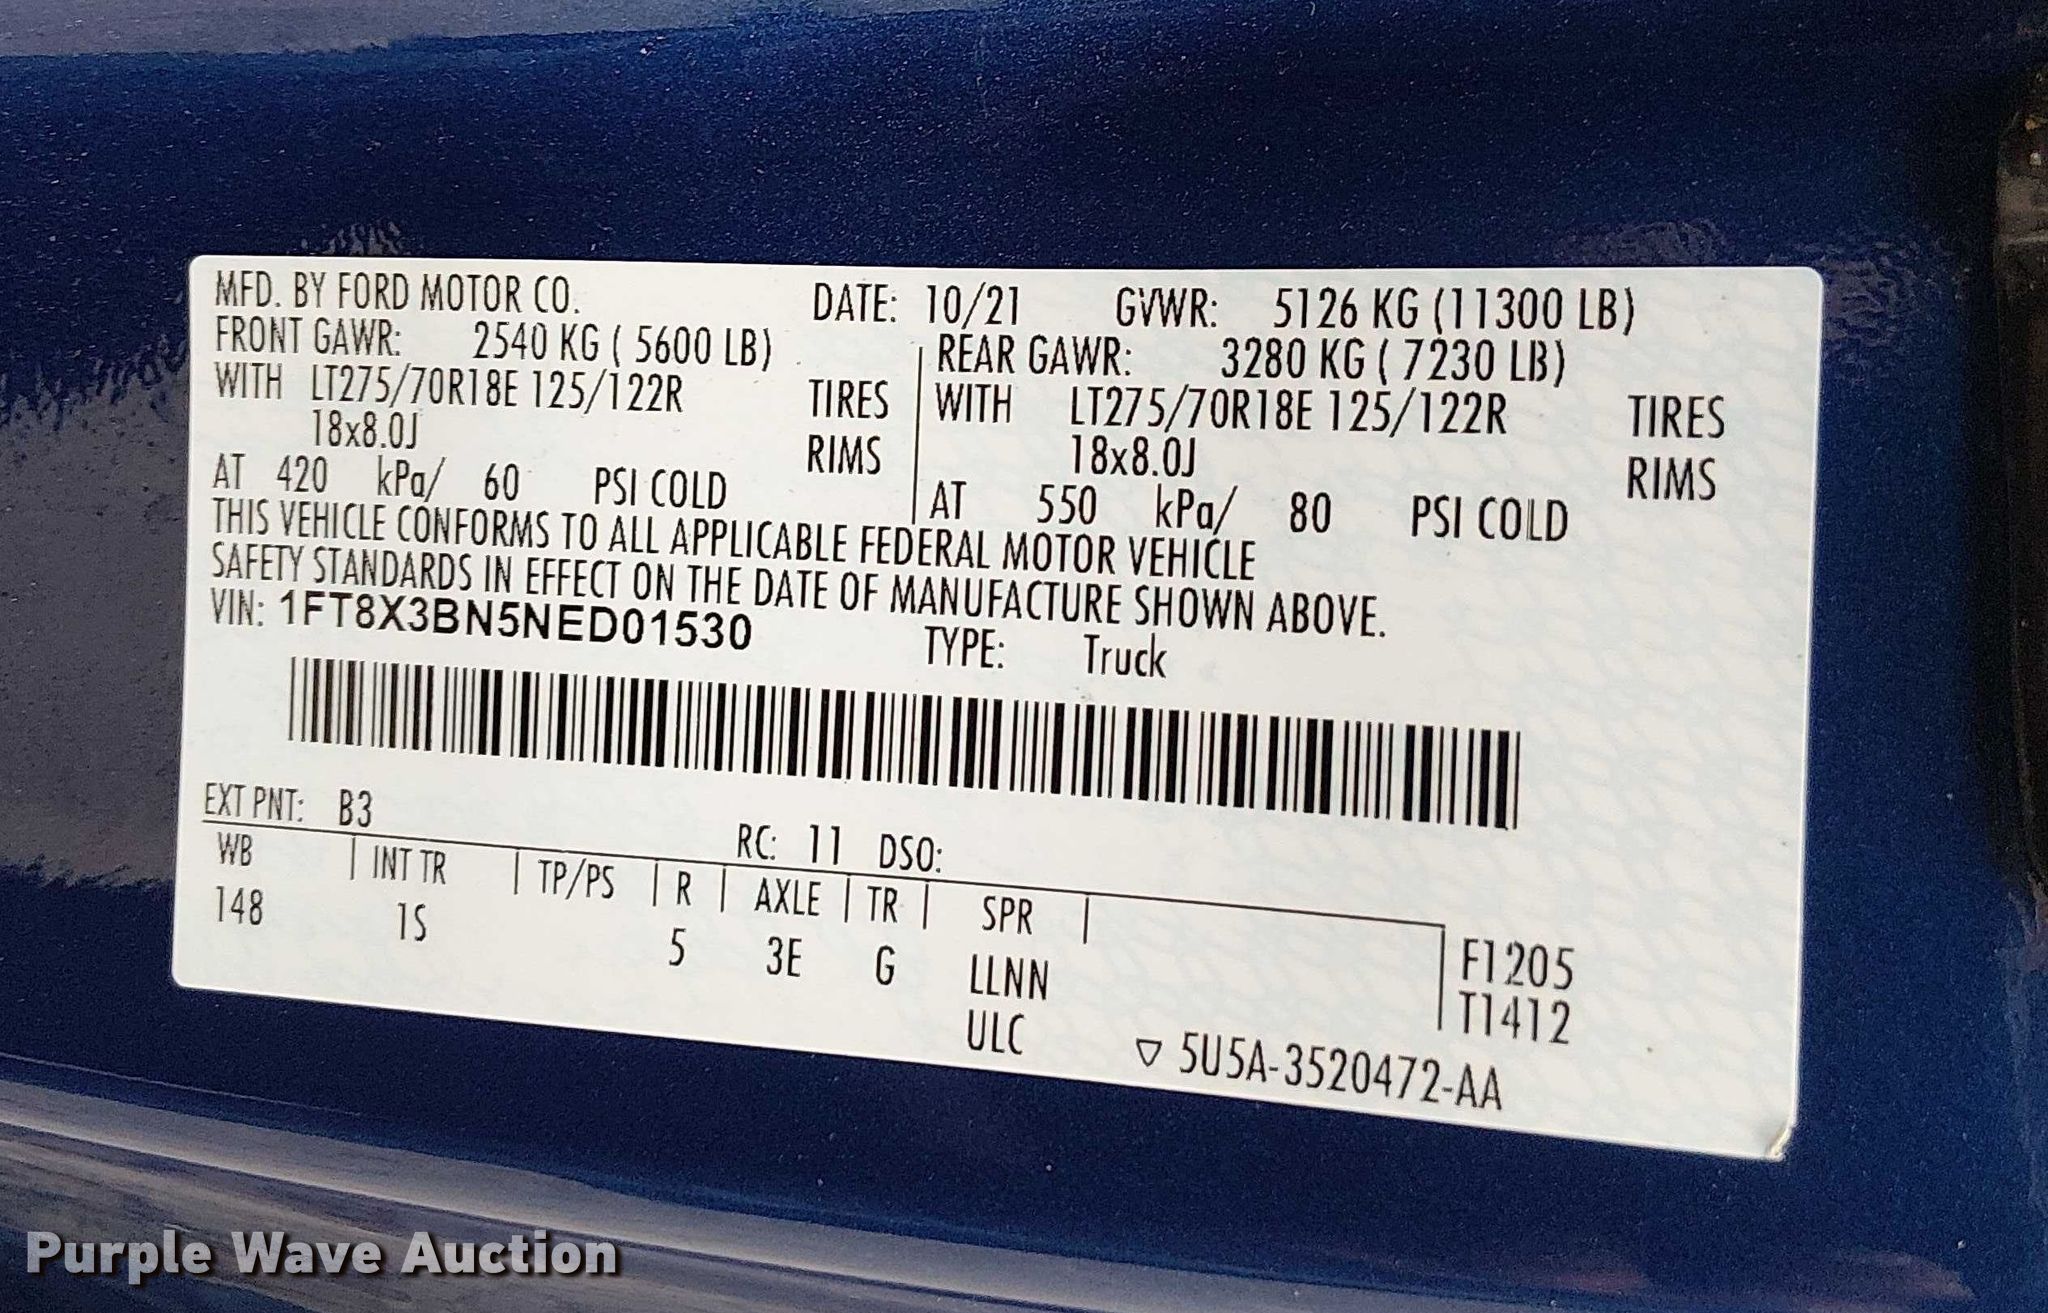 MFD. BY FORD MOTOR CO. DATE: 10/21 GVWR: 5126 KG (11300 LB)
FRONT GAWR: 2540 KG ( 5600 LB) REAR GAWR: 3280 KG ( 7230 LB)
WITH LT275/70R18E 125/122R TIRES WITH LT275/70R18E 125/122R TIRES
18x8.0J RIMS 18x8.0J RIMS
AT 420 kPa/ 60 PSI COLD AT 550 kPa/ 80 PSI COLD
THIS VEHICLE CONFORMS TO ALL APPLICABLE FEDERAL MOTOR VEHICLE
SAFETY STANDARDS IN EFFECT ON THE DATE OF MANUFACTURE SHOWN ABOVE.
VIN: 1FT8X3BN5NED01530 TYPE: Truck
EXT PNT: B3 RC: 11 DSO:
WB INT TR TP/PS R AXLE TR SPR
148 1S 5 3E G LLNN F1205
ULC T1412
5U5A-3520472-AA
Purple Wave Auction